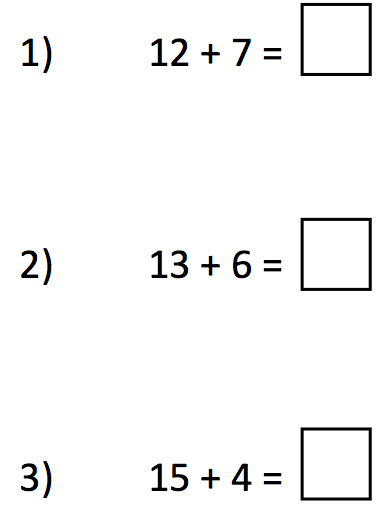 1) 12 + 7 =
2) 13 + 6 =
3) 15 + 4 =